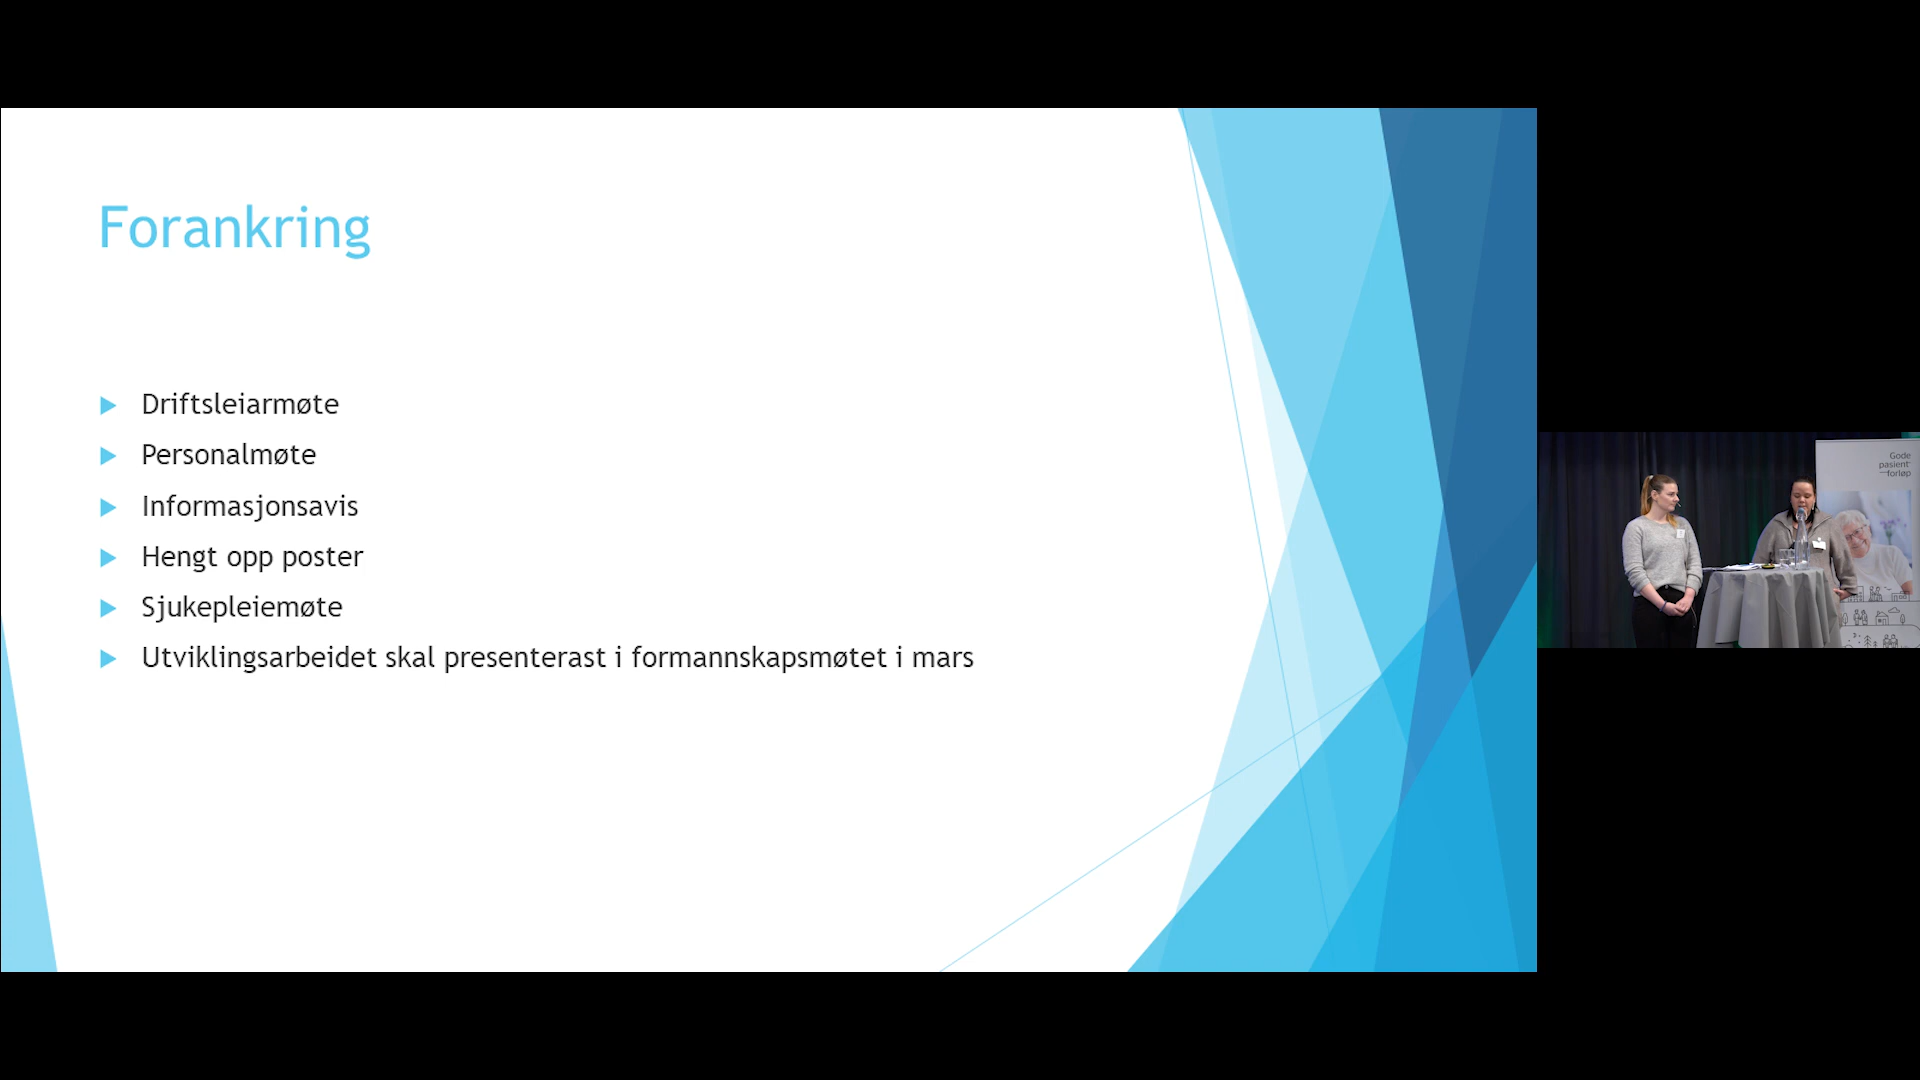 Forankring
Driftsleiarmøte
Personalmøte
Informasjonsavis
Hengt opp poster
Sjukepleiemøte
Utviklingsarbeidet skal presenterast i formannskapsmøtet i mars
Gode
pasient
—forløp